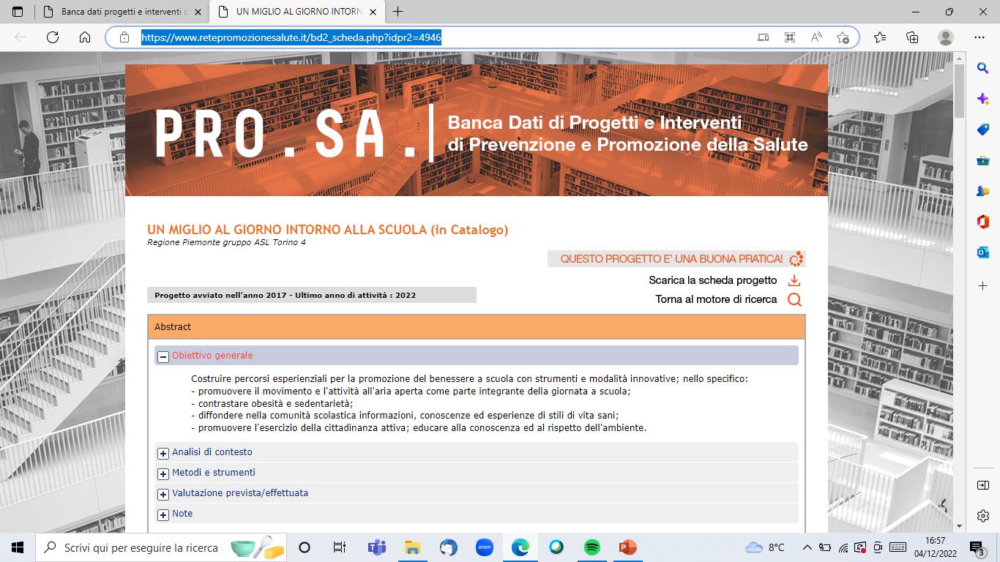 Banca dati progetti e interventi d
UN MIGLIO AL GIORNO INTORN
https://www.retepromozionesalute.it/bd2_scheda.php?idpr2=4946
PRO.SA.
Banca Dati di Progetti e Interventi
di Prevenzione e Promozione della Salute
UN MIGLIO AL GIORNO INTORNO ALLA SCUOLA (in Catalogo)
Regione Piemonte gruppo ASL Torino 4
QUESTO PROGETTO E' UNA BUONA PRATICA!
Scarica la scheda progetto
Torna al motore di ricerca
Progetto avviato nell'anno 2017 - Ultimo anno di attività : 2022
Abstract
Obiettivo generale
Costruire percorsi esperienziali per la promozione del benessere a scuola con strumenti e modalità innovative; nello specifico:
- promuovere il movimento e l'attività all'aria aperta come parte integrante della giornata a scuola;
- contrastare obesità e sedentarietà;
- diffondere nella comunità scolastica informazioni, conoscenze ed esperienze di stili di vita sani;
- promuovere l'esercizio della cittadinanza attiva; educare alla conoscenza ed al rispetto dell'ambiente.
Analisi di contesto
Metodi e strumenti
Valutazione prevista/effettuata
Note
Scrivi qui per eseguire la ricerca
zoom
8°C
16:57
04/12/2022
3